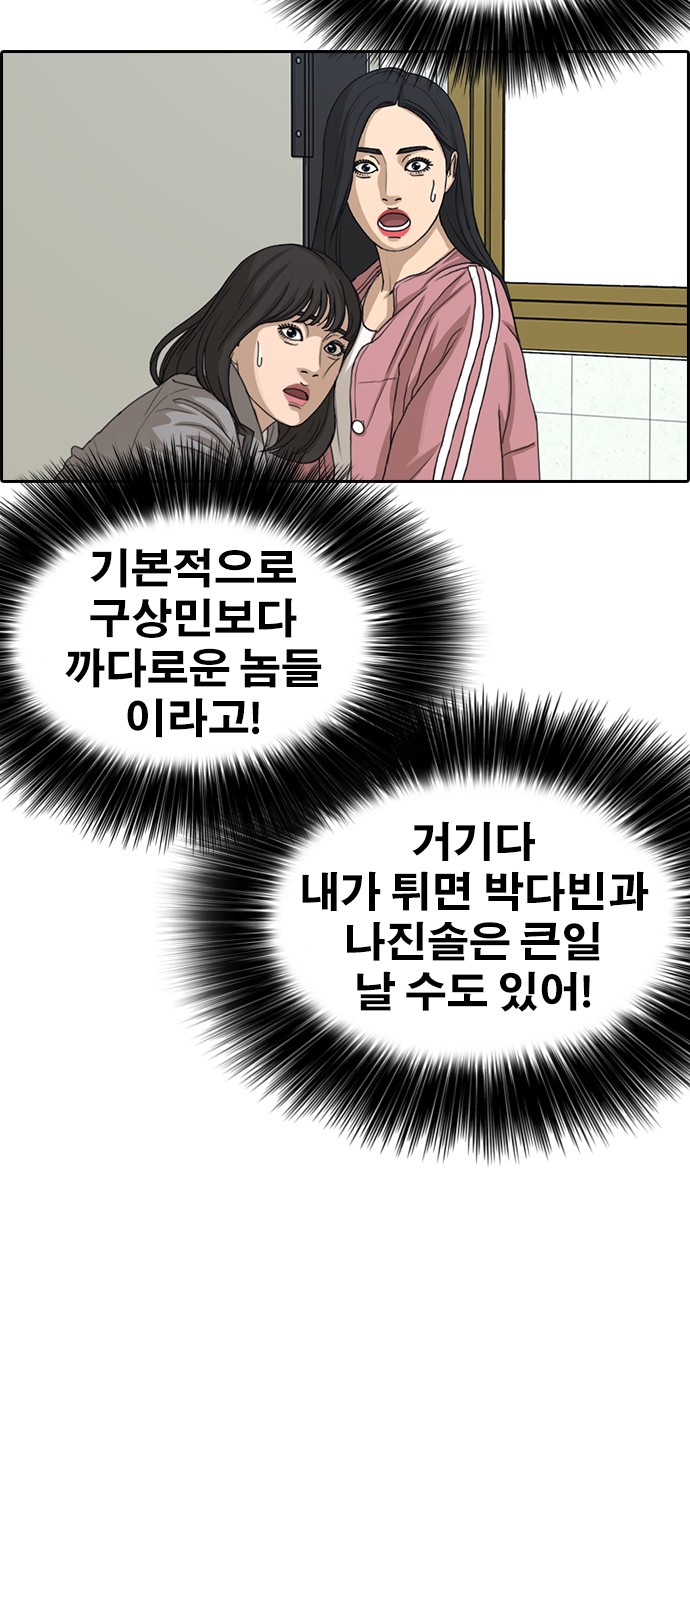 기본적으로
구상민보다
까다로운 놈들
이라고!
거기다
내가 튀면 박다빈과
나진솔은 큰일
날 수도 있어!